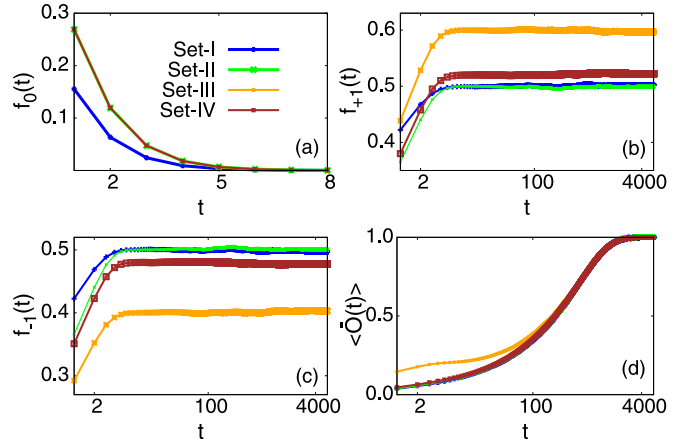 0.3
0.2
0.1
f₀(t)
Set-I
Set-II
Set-III
Set-IV
(a)
2
4
6
8
t
0.6
0.5
0.4
f₊₁(t)
(b)
2
100
4000
t
0.5
0.4
0.3
f₋₁(t)
(c)
2
100
4000
t
1.0
0.5
0.0
<Ō(t)>
(d)
2
100
4000
t